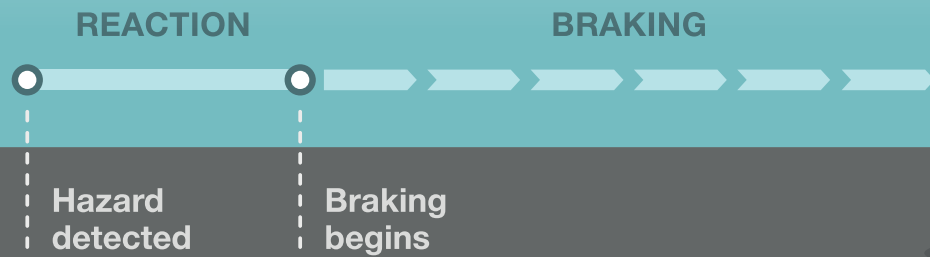 REACTION
BRAKING
Hazard
detected
Braking
begins